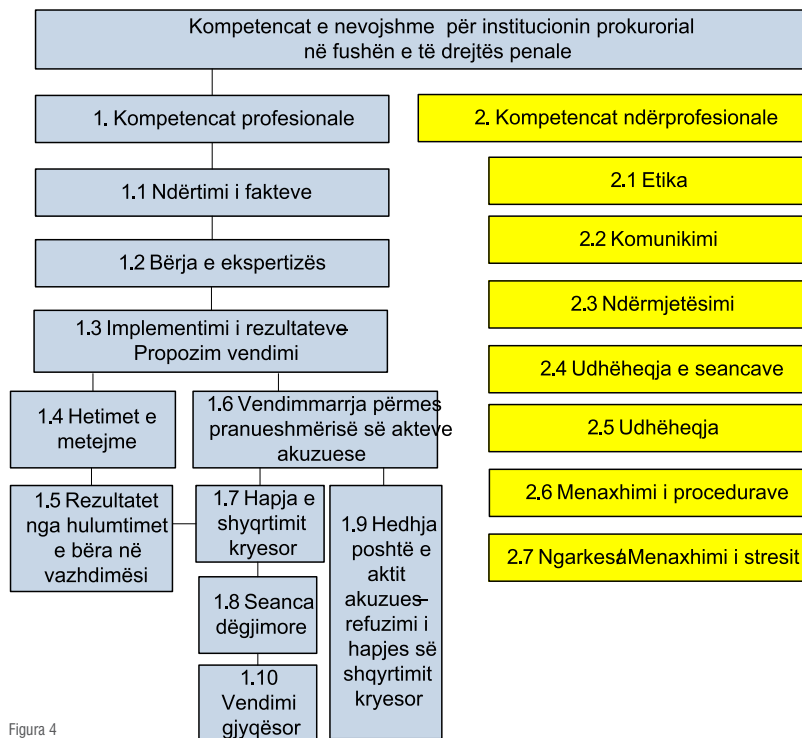 Kompetencat e nevojshme për institucionin prokurorial
në fushën e të drejtës penale
1. Kompetencat profesionale
1.1 Ndërtimi i fakteve
1.2 Bërja e ekspertizës
1.3 Implementimi i rezultateve–
Propozim vendimi
1.4 Hetimet e
metejme
1.6 Vendimmarrja përmes
pranueshmërisë së akteve
akuzuese
1.5 Rezultatet
nga hulumtimet
e bëra në
vazhdimësi
1.7 Hapja e
shyqrtimit
kryesor
1.8 Seanca
dëgjimore
1.10
Vendimi
gjyqësor
1.9 Hedhja
poshtë e
aktit
akuzues–
refuzimi i
hapjes së
shqyrtimit
kryesor
2. Kompetencat ndërprofesionale
2.1 Etika
2.2 Komunikimi
2.3 Ndërmjetësimi
2.4 Udhëheqja e seancave
2.5 Udhëheqja
2.6 Menaxhimi i procedurave
2.7 Ngarkesa/Menaxhimi i stresit
Figura 4